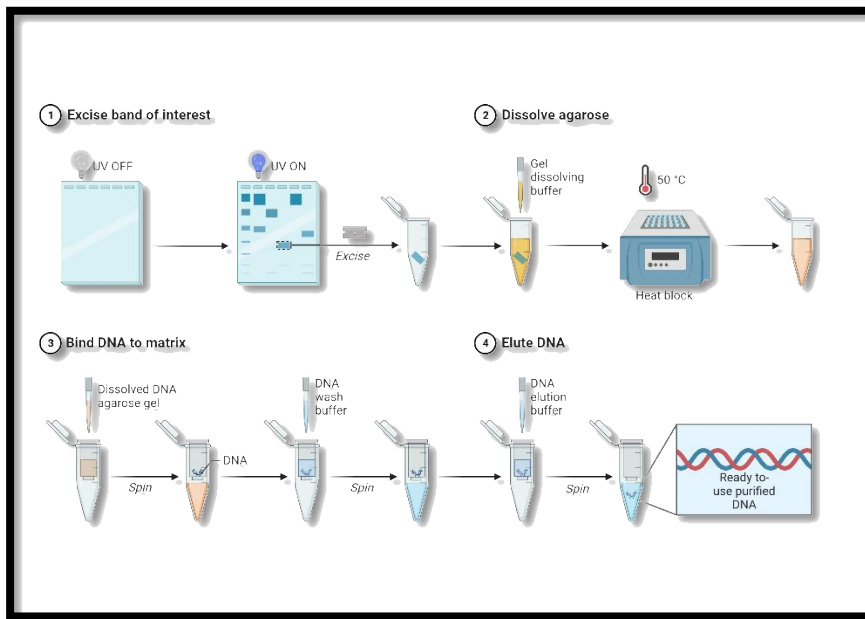 1 Excise band of interest
UV OFF
UV ON
Excise
2 Dissolve agarose
Gel
dissolving
buffer
50 °C
Heat block
3 Bind DNA to matrix
Dissolved DNA
agarose gel
Spin
DNA
DNA
wash
buffer
Spin
4 Elute DNA
DNA
elution
buffer
Spin
Ready to-
use purified
DNA